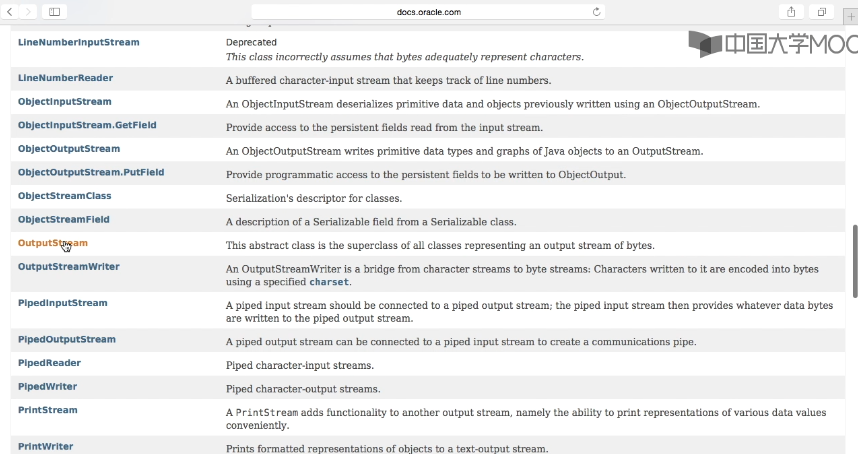 docs.oracle.com
中国大学MOO
LineNumberInputStream
Deprecated
This class incorrectly assumes that bytes adequately represent characters.
LineNumberReader
A buffered character-input stream that keeps track of line numbers.
ObjectInputStream
An ObjectInputStream deserializes primitive data and objects previously written using an ObjectOutputStream.
ObjectInputStream.GetField
Provide access to the persistent fields read from the input stream.
ObjectOutputStream
An ObjectOutputStream writes primitive data types and graphs of Java objects to an OutputStream.
ObjectOutputStream.PutField
Provide programmatic access to the persistent fields to be written to ObjectOutput.
ObjectStreamClass
Serialization's descriptor for classes.
ObjectStreamField
A description of a Serializable field from a Serializable class.
OutputStream
This abstract class is the superclass of all classes representing an output stream of bytes.
OutputStreamWriter
An OutputStreamWriter is a bridge from character streams to byte streams: Characters written to it are encoded into bytes
using a specified charset.
PipedInputStream
A piped input stream should be connected to a piped output stream; the piped input stream then provides whatever data bytes
are written to the piped output stream.
PipedOutputStream
A piped output stream can be connected to a piped input stream to create a communications pipe.
PipedReader
Piped character-input streams.
PipedWriter
Piped character-output streams.
PrintStream
A PrintStream adds functionality to another output stream, namely the ability to print representations of various data values
conveniently.
PrintWriter
Prints formatted representations of objects to a text-output stream.